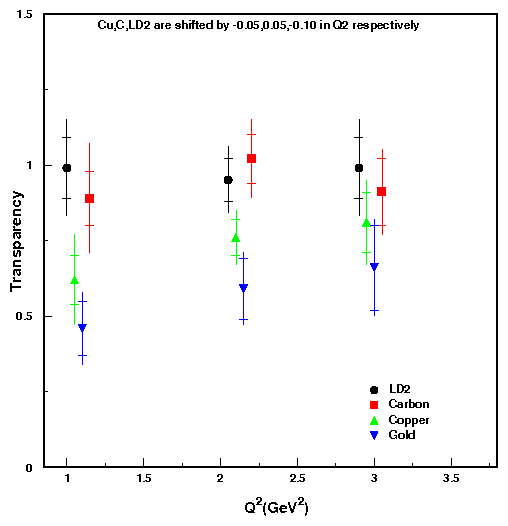 Cu,C,LD2 are shifted by -0.05,0.05,-0.10 in Q2 respectively
1.5
1
0.5
0
Transparency
LD2
Carbon
Copper
Gold
1
1.5
2
2.5
3
3.5
Q²(GeV²)